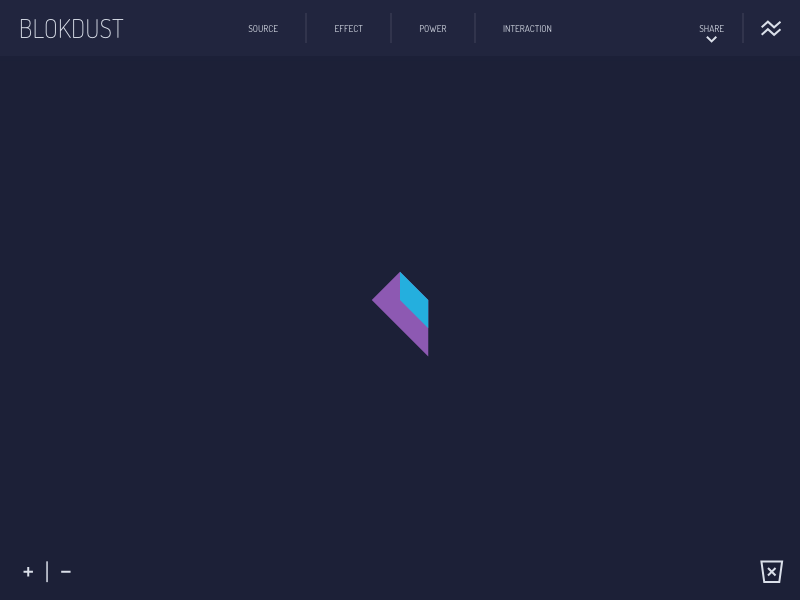 BLOKDUST
SOURCE
EFFECT
POWER
INTERACTION
SHARE